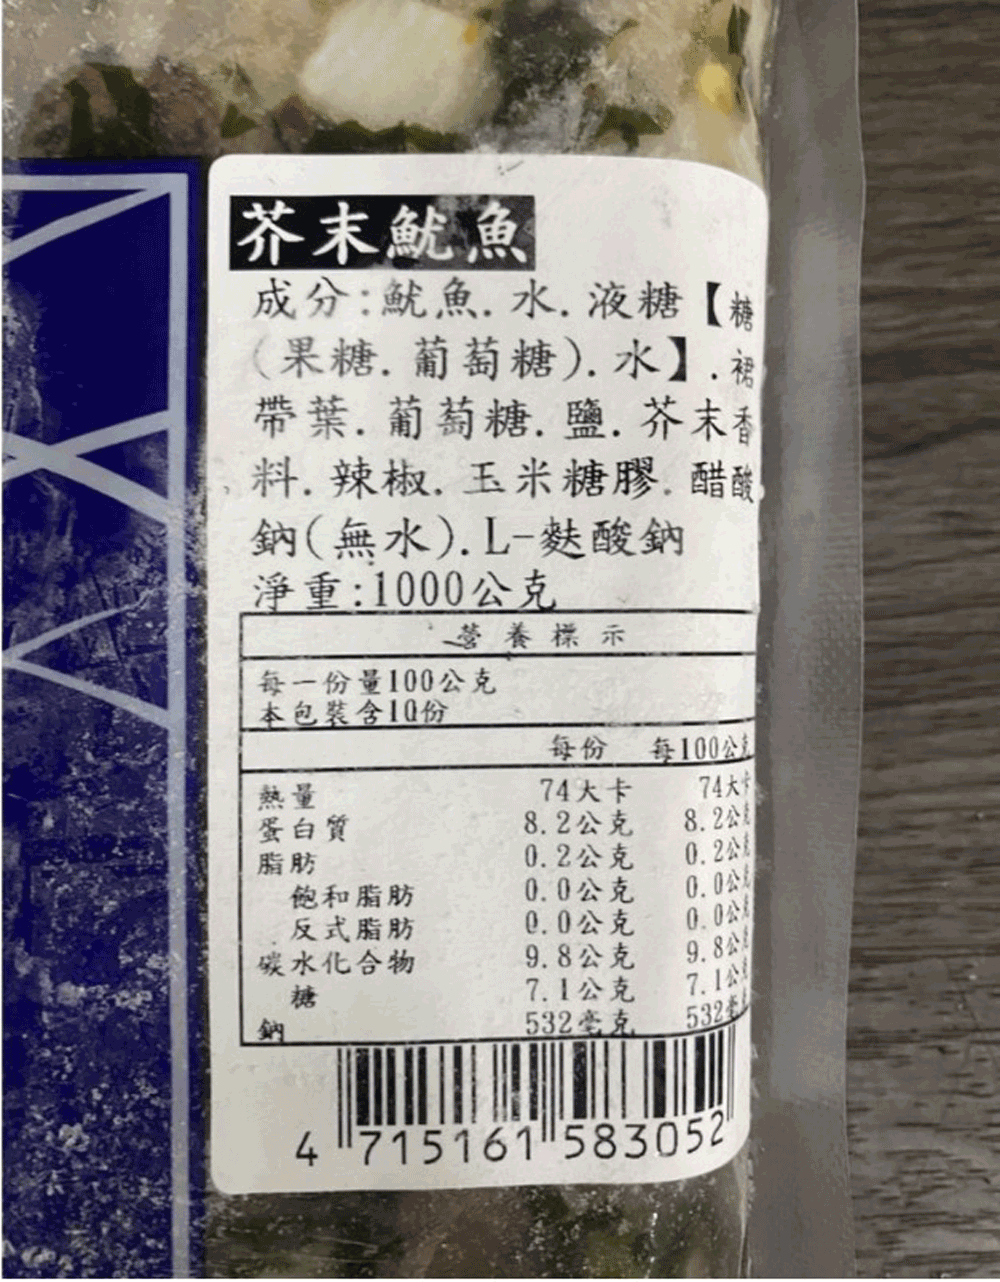 芥末魷魚
成分:魷魚.水.液糖【糖
(果糖.葡萄糖).水】.裙
帶葉.葡萄糖.鹽.芥末香
料.辣椒.玉米糖膠.醋酸
鈉(無水).L-麩酸鈉
淨重:1000公克
營養標示
每一份量100公克
本包裝含10份
每份 每100公克
熱量 74大卡 74大卡
蛋白質 8.2公克 8.2公克
脂肪 0.2公克 0.2公克
飽和脂肪 0.0公克 0.0公克
反式脂肪 0.0公克 0.0公克
碳水化合物 9.8公克 9.8公克
糖 7.1公克 7.1公克
鈉 532毫克 532毫克
4 715161 583052